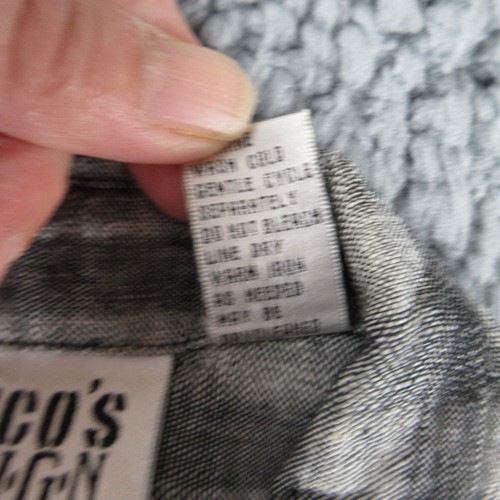 WASH COLD
GENTLE CYCLE
SEPARATELY
DO NOT BLEACH
LINE DRY
WARM IRON
AS NEEDED
MAY BE
CO'S